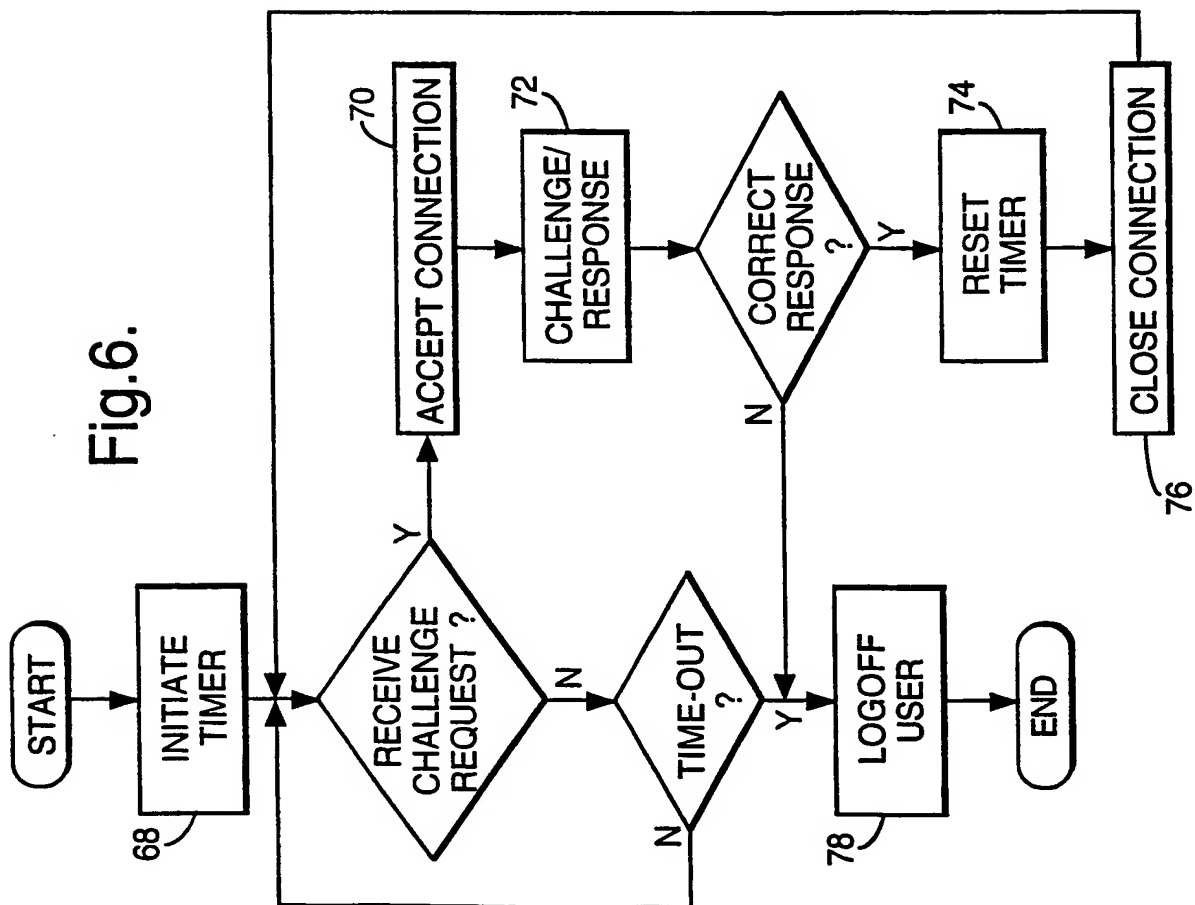 Fig.6.
START
INITIATE
TIMER
68
RECEIVE
CHALLENGE
REQUEST ?
Y
N
70
ACCEPT CONNECTION
72
CHALLENGE/
RESPONSE
CORRECT
RESPONSE
?
N
Y
74
RESET
TIMER
CLOSE CONNECTION
76
TIME-OUT
?
N
Y
LOGOFF
USER
78
END